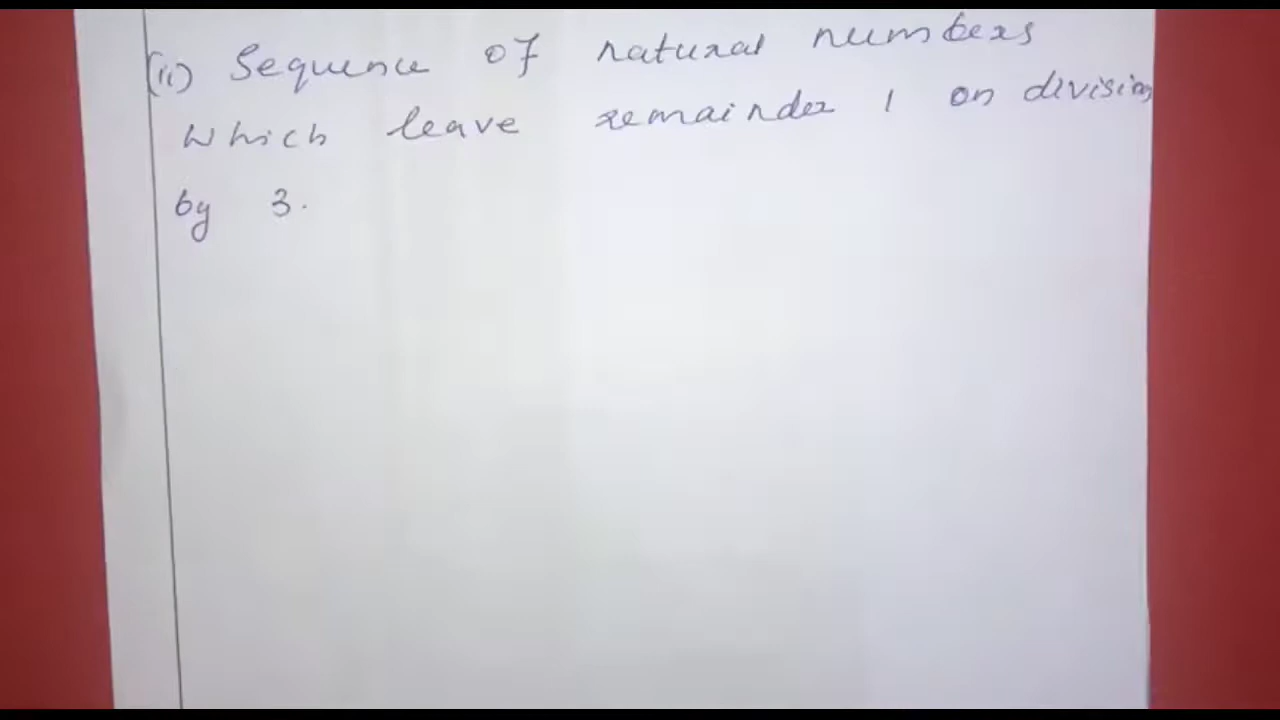 (ii) Sequence of natural numbers
which leave remainder 1 on division
by 3.